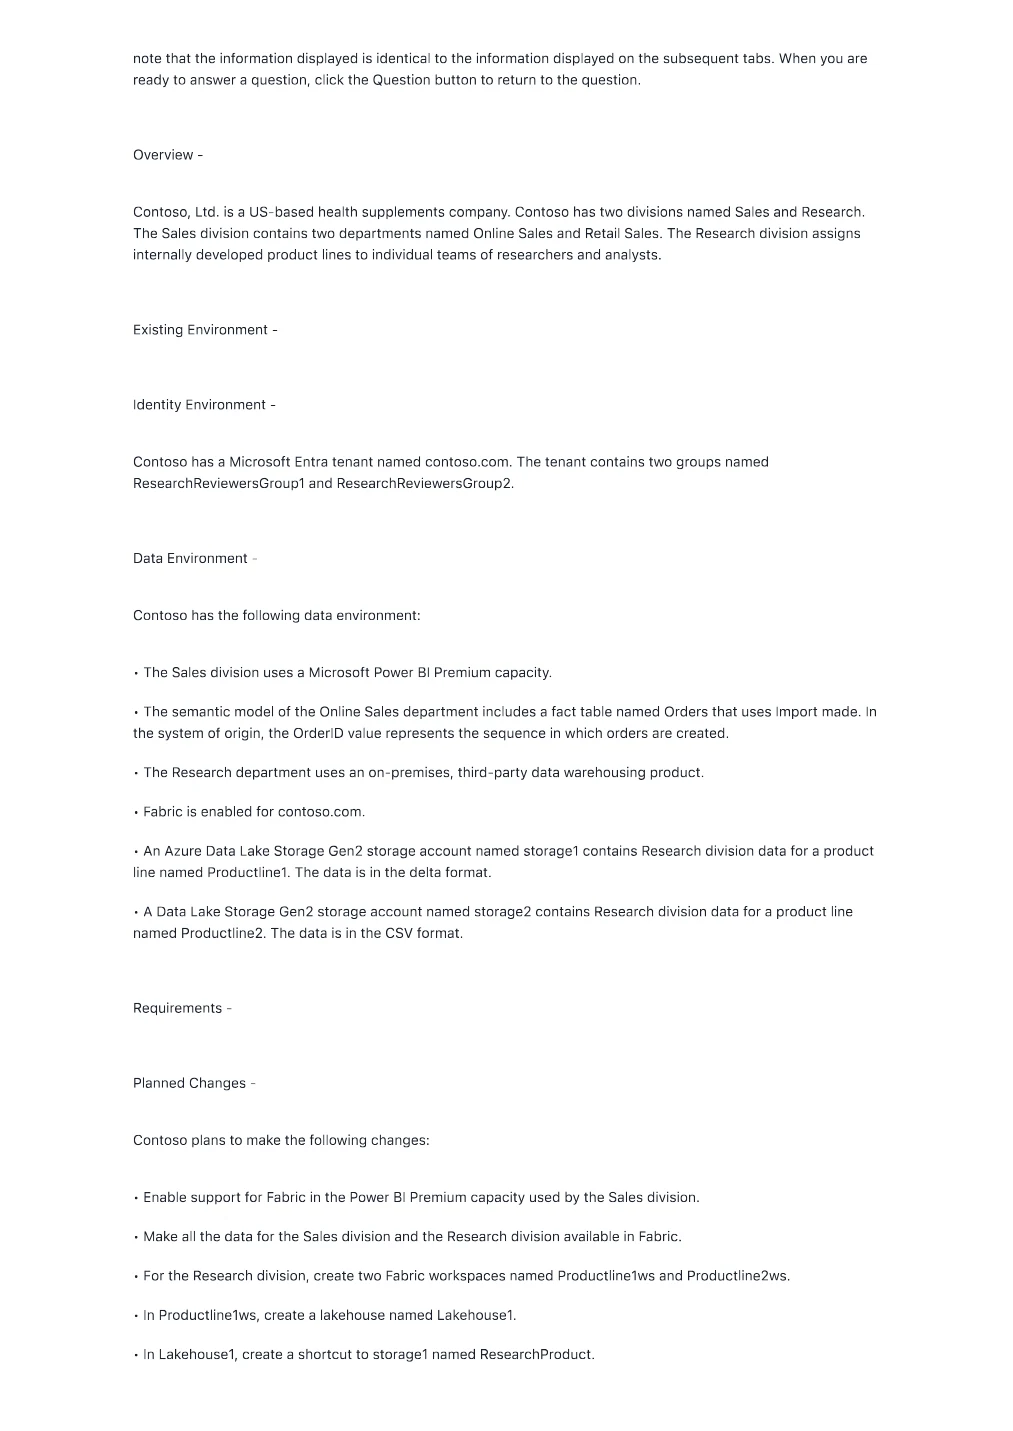 note that the information displayed is identical to the information displayed on the subsequent tabs. When you are
ready to answer a question, click the Question button to return to the question.
Overview -
Contoso, Ltd. is a US-based health supplements company. Contoso has two divisions named Sales and Research.
The Sales division contains two departments named Online Sales and Retail Sales. The Research division assigns
internally developed product lines to individual teams of researchers and analysts.
Existing Environment -
Identity Environment -
Contoso has a Microsoft Entra tenant named contoso.com. The tenant contains two groups named
ResearchReviewersGroup1 and ResearchReviewersGroup2.
Data Environment -
Contoso has the following data environment:
• The Sales division uses a Microsoft Power BI Premium capacity.
• The semantic model of the Online Sales department includes a fact table named Orders that uses Import made. In
the system of origin, the OrderID value represents the sequence in which orders are created.
• The Research department uses an on-premises, third-party data warehousing product.
• Fabric is enabled for contoso.com.
• An Azure Data Lake Storage Gen2 storage account named storage1 contains Research division data for a product
line named Productline1. The data is in the delta format.
• A Data Lake Storage Gen2 storage account named storage2 contains Research division data for a product line
named Productline2. The data is in the CSV format.
Requirements -
Planned Changes -
Contoso plans to make the following changes:
• Enable support for Fabric in the Power BI Premium capacity used by the Sales division.
• Make all the data for the Sales division and the Research division available in Fabric.
• For the Research division, create two Fabric workspaces named Productline1ws and Productline2ws.
• In Productline1ws, create a lakehouse named Lakehouse1.
• In Lakehouse1, create a shortcut to storage1 named ResearchProduct.